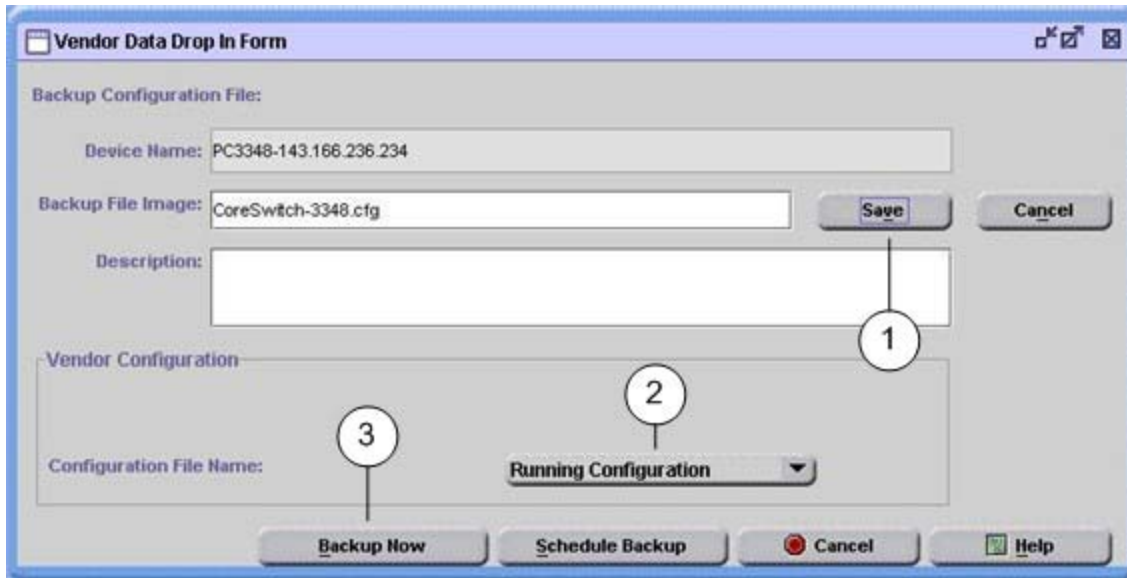 Vendor Data Drop In Form
Backup Configuration File:
Device Name: PC3348-143.166.236.234
Backup File Image: CoreSwitch-3348.cfg Save Cancel
Description:
1
Vendor Configuration
2
3
Configuration File Name: Running Configuration
Backup Now Schedule Backup Cancel Help